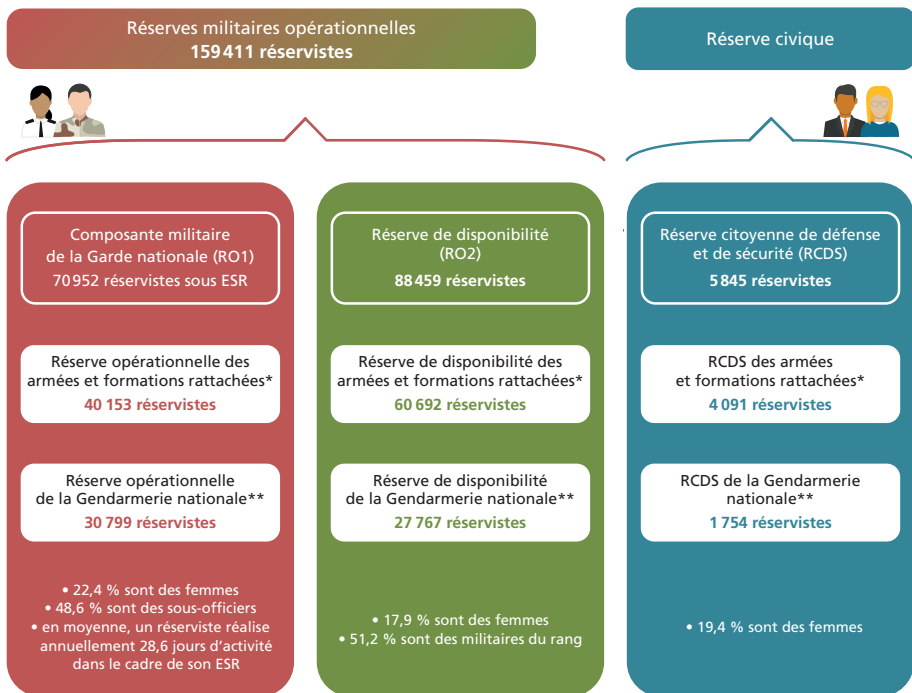 Réserves militaires opérationnelles
159 411 réservistes
Réserve civique
Composante militaire
de la Garde nationale (RO1)
70 952 réservistes sous ESR
Réserve opérationnelle des
armées et formations rattachées*
40 153 réservistes
Réserve opérationnelle
de la Gendarmerie nationale**
30 799 réservistes
• 22,4 % sont des femmes
• 48,6 % sont des sous-officiers
• en moyenne, un réserviste réalise
annuellement 28,6 jours d’activité
dans le cadre de son ESR
Réserve de disponibilité
(RO2)
88 459 réservistes
Réserve de disponibilité des
armées et formations rattachées*
60 692 réservistes
Réserve de disponibilité
de la Gendarmerie nationale**
27 767 réservistes
• 17,9 % sont des femmes
• 51,2 % sont des militaires du rang
Réserve citoyenne de défense
et de sécurité (RCDS)
5 845 réservistes
RCDS des armées
et formations rattachées*
4 091 réservistes
RCDS de la Gendarmerie
nationale**
1 754 réservistes
• 19,4 % sont des femmes